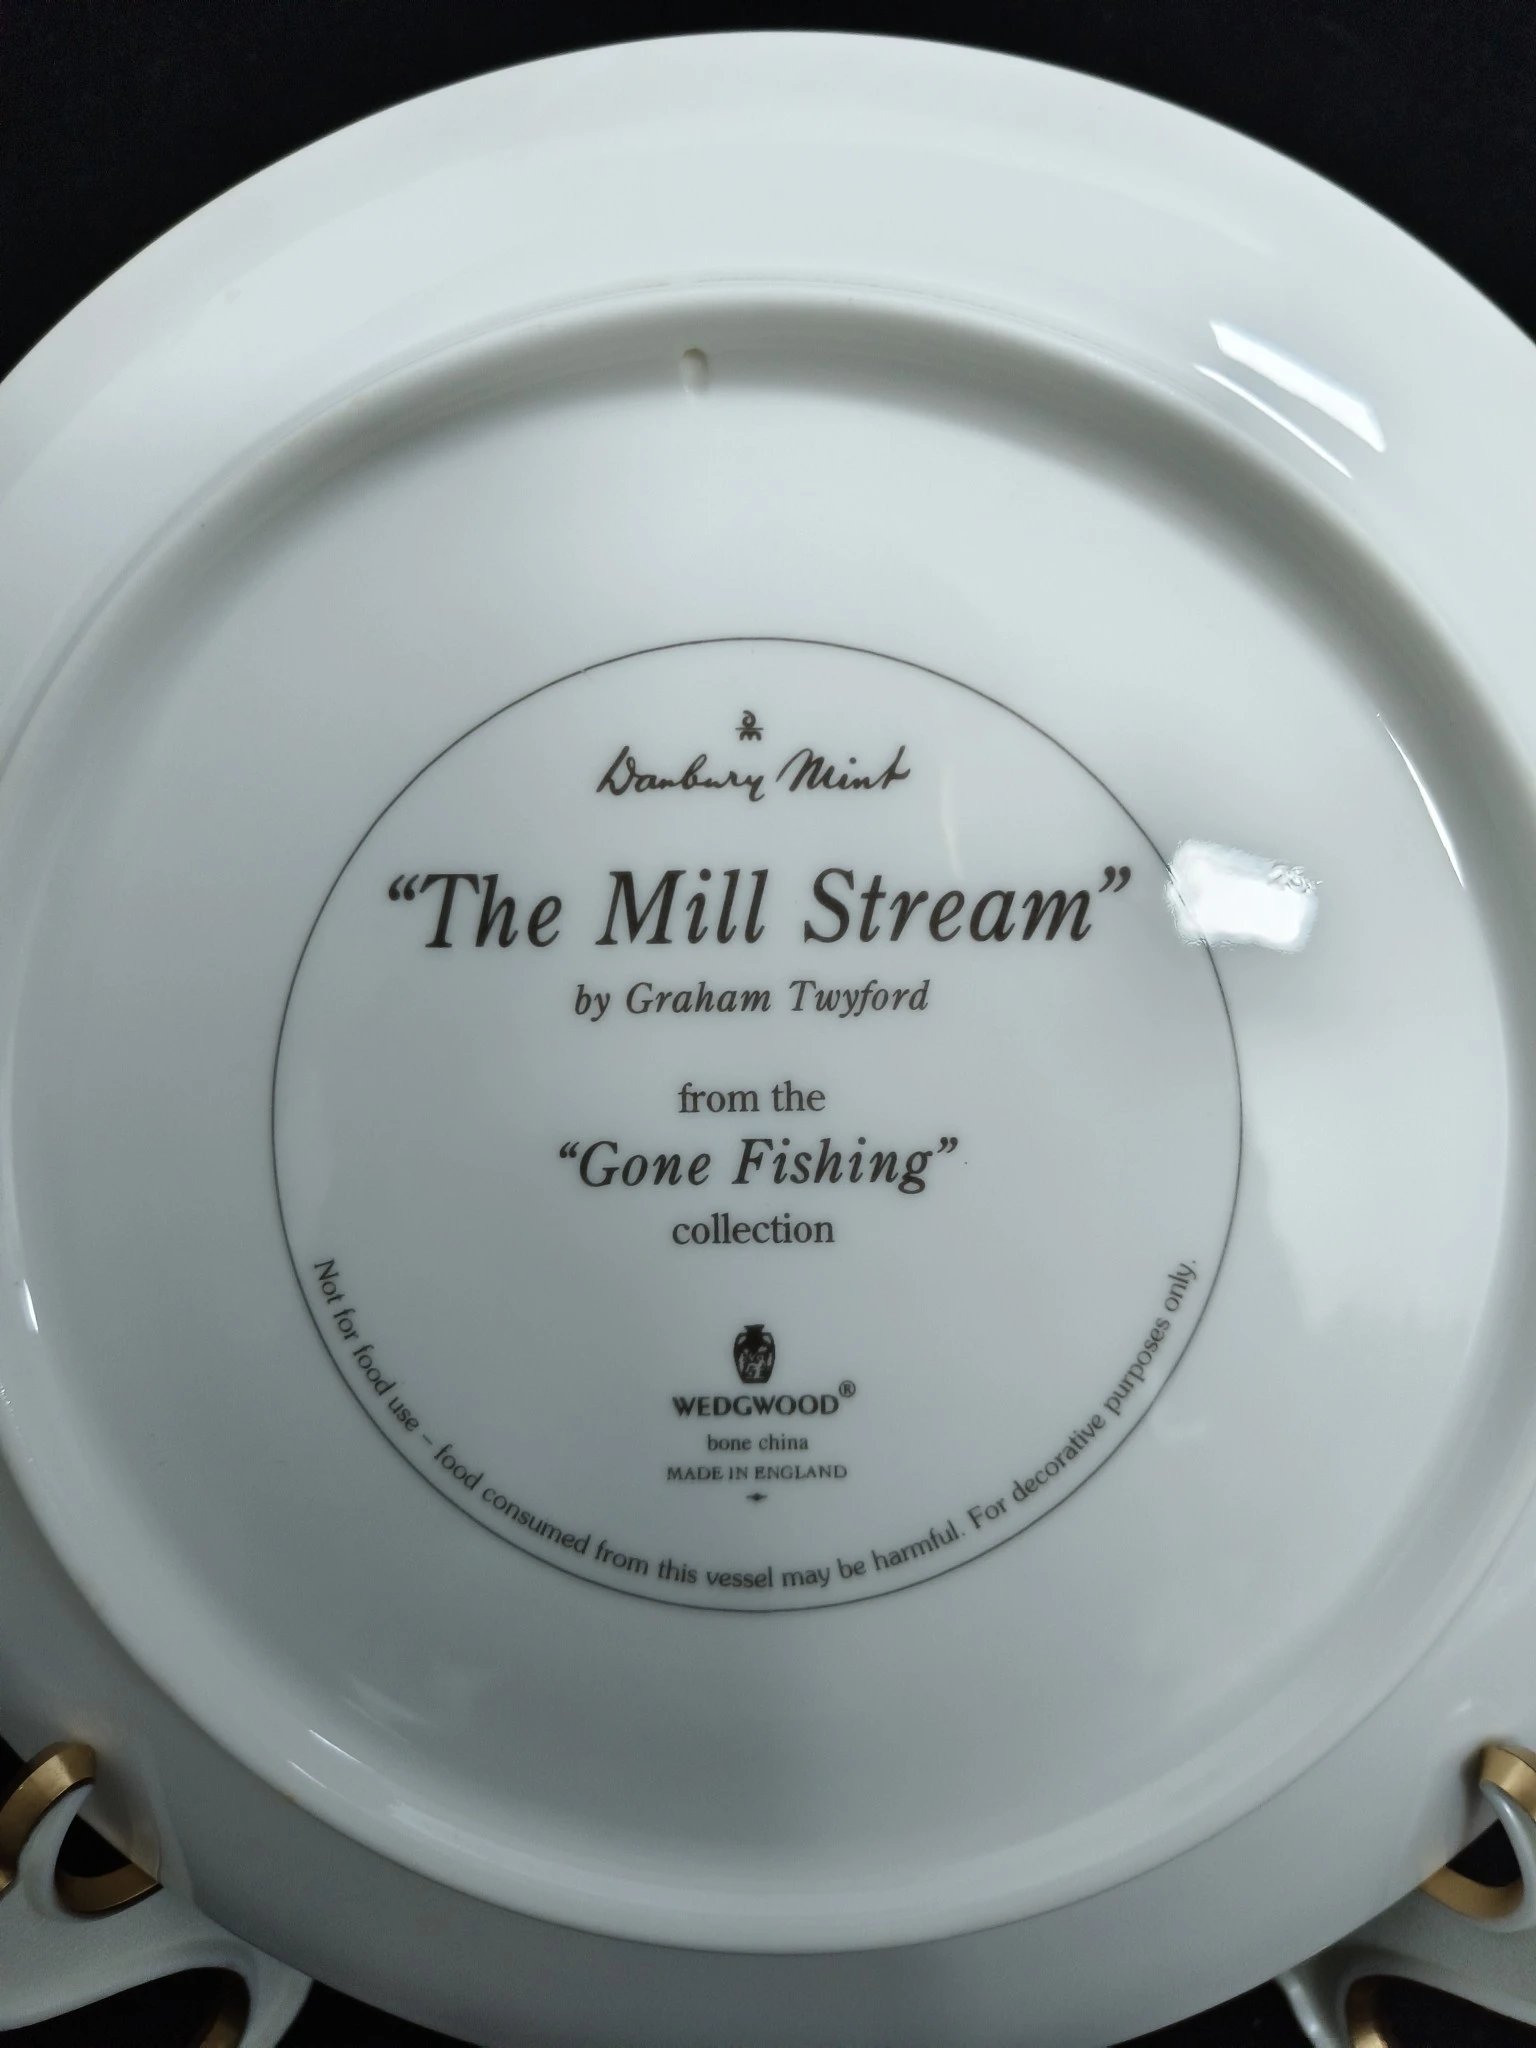 Danbury Mint
“The Mill Stream”
by Graham Twyford
from the
“Gone Fishing”
collection
WEDGWOOD®
bone china
MADE IN ENGLAND
Not for food use – food consumed from this vessel may be harmful. For decorative purposes only.